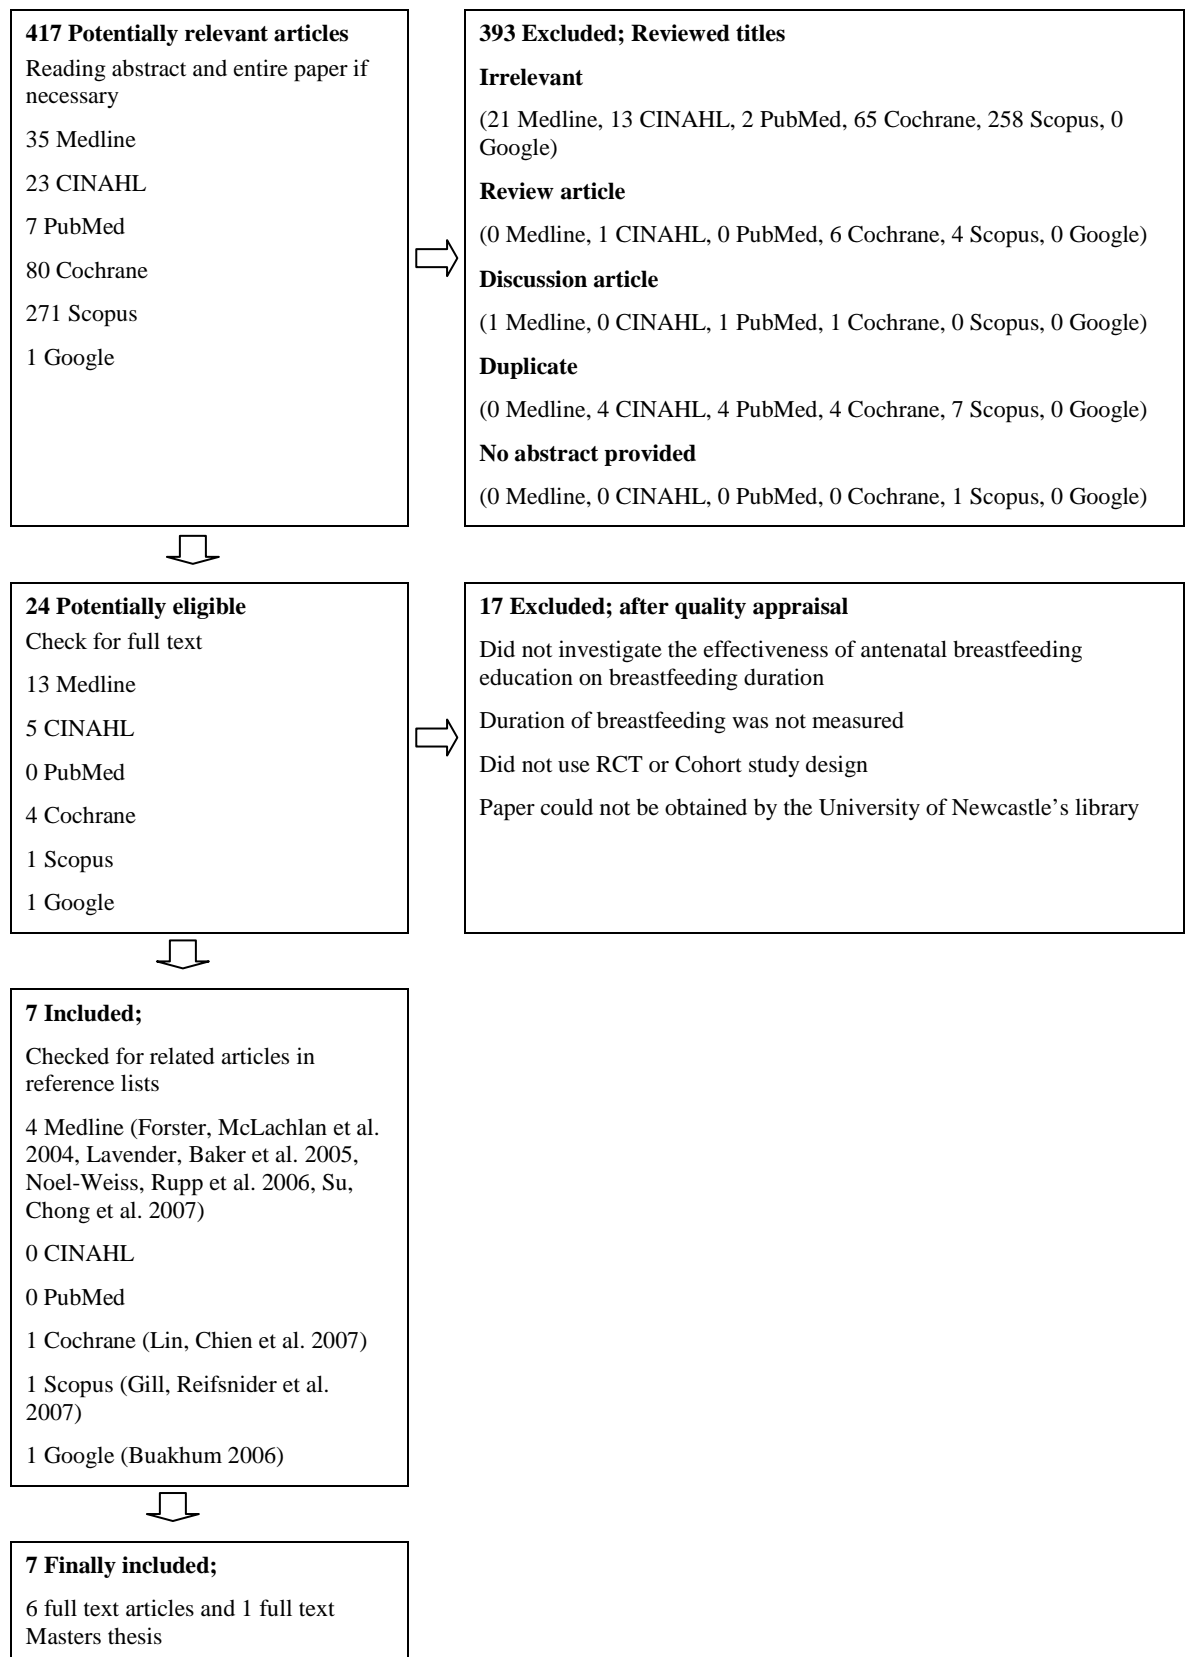 417 Potentially relevant articles
Reading abstract and entire paper if
necessary
35 Medline
23 CINAHL
7 PubMed
80 Cochrane
271 Scopus
1 Google
393 Excluded; Reviewed titles
Irrelevant
(21 Medline, 13 CINAHL, 2 PubMed, 65 Cochrane, 258 Scopus, 0
Google)
Review article
(0 Medline, 1 CINAHL, 0 PubMed, 6 Cochrane, 4 Scopus, 0 Google)
Discussion article
(1 Medline, 0 CINAHL, 1 PubMed, 1 Cochrane, 0 Scopus, 0 Google)
Duplicate
(0 Medline, 4 CINAHL, 4 PubMed, 4 Cochrane, 7 Scopus, 0 Google)
No abstract provided
(0 Medline, 0 CINAHL, 0 PubMed, 0 Cochrane, 1 Scopus, 0 Google)
24 Potentially eligible
Check for full text
13 Medline
5 CINAHL
0 PubMed
4 Cochrane
1 Scopus
1 Google
17 Excluded; after quality appraisal
Did not investigate the effectiveness of antenatal breastfeeding
education on breastfeeding duration
Duration of breastfeeding was not measured
Did not use RCT or Cohort study design
Paper could not be obtained by the University of Newcastle’s library
7 Included;
Checked for related articles in
reference lists
4 Medline (Forster, McLachlan et al.
2004, Lavender, Baker et al. 2005,
Noel-Weiss, Rupp et al. 2006, Su,
Chong et al. 2007)
0 CINAHL
0 PubMed
1 Cochrane (Lin, Chien et al. 2007)
1 Scopus (Gill, Reifsnider et al.
2007)
1 Google (Buakhum 2006)
7 Finally included;
6 full text articles and 1 full text
Masters thesis